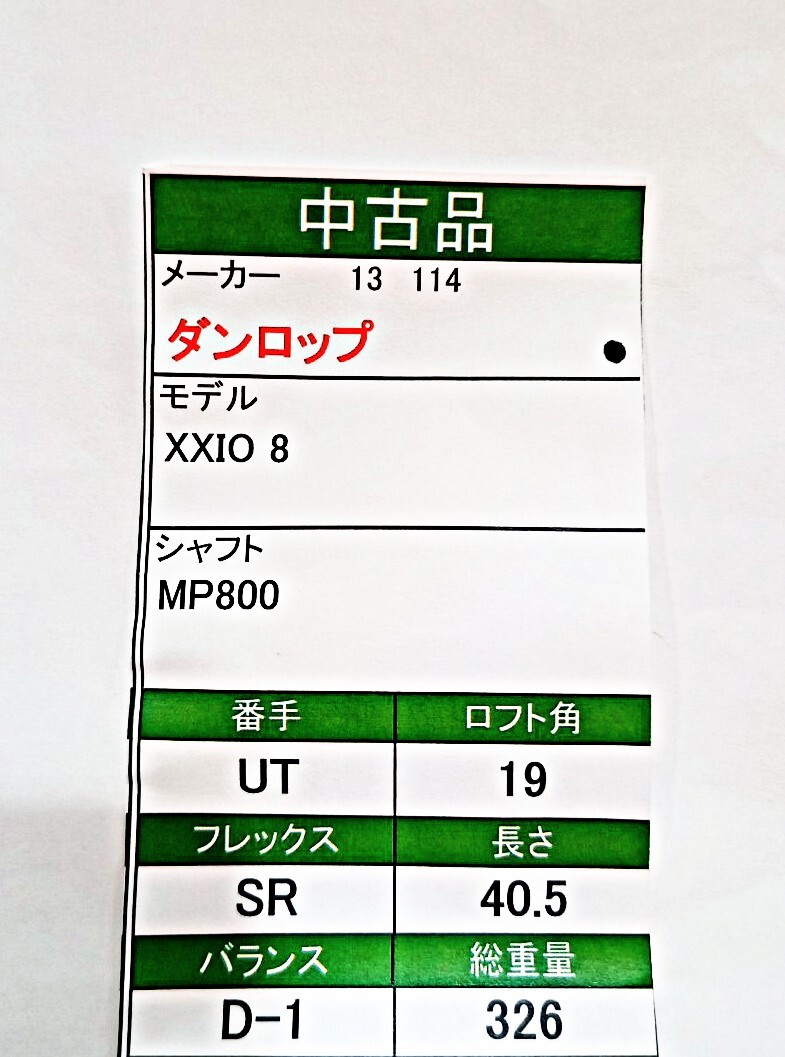 中古品
メーカー 13 114
ダンロップ ●
モデル
XXIO 8
シャフト
MP800
番手 ロフト角
UT 19
フレックス 長さ
SR 40.5
バランス 総重量
D-1 326